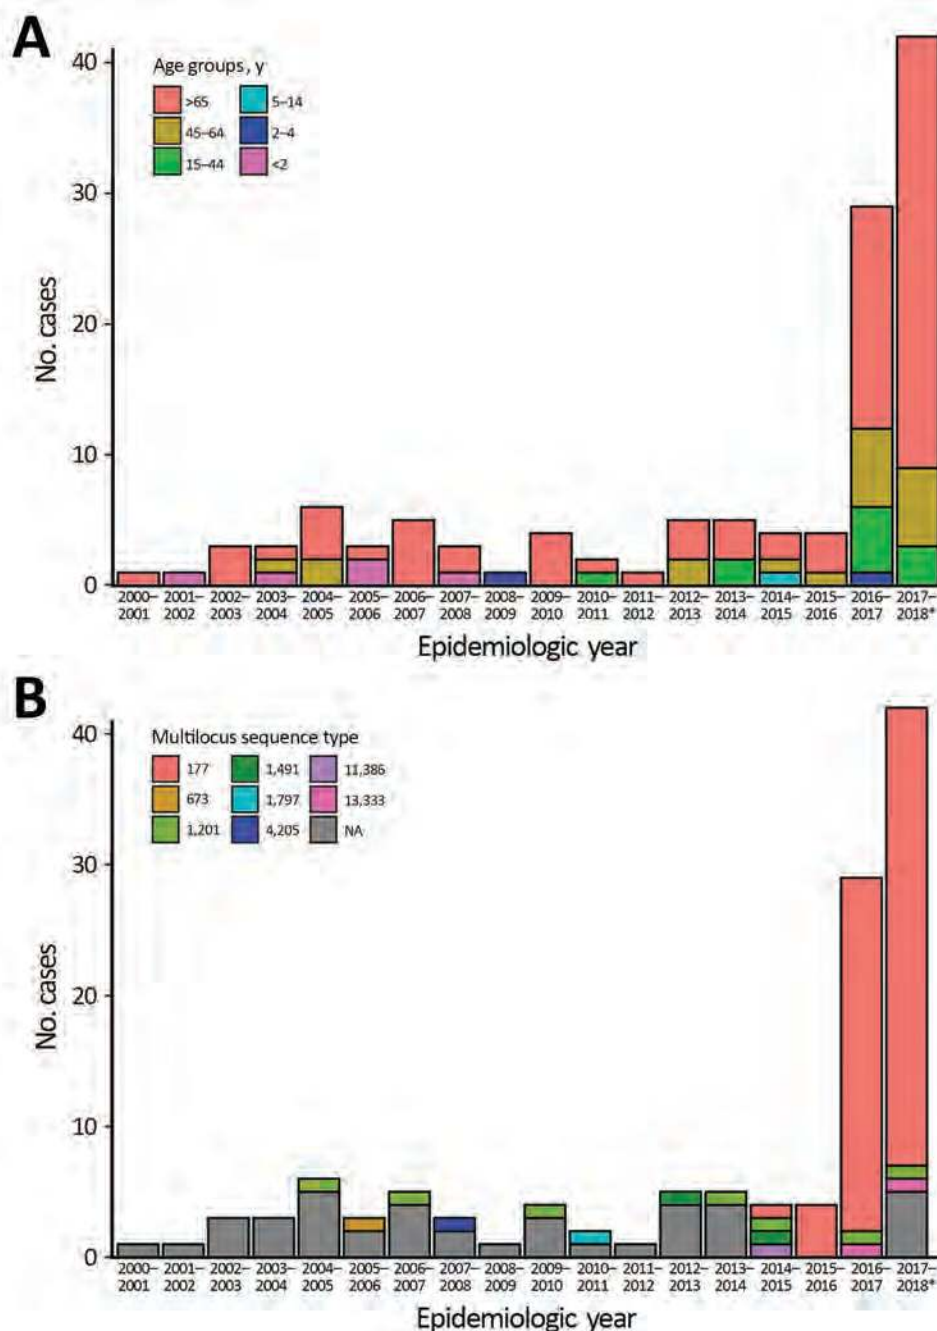 A
Age groups, y
>65
5–14
45–64
2–4
15–44
<2
No. cases
40
30
20
10
0
2000– 2001– 2002– 2003– 2004– 2005– 2006– 2007– 2008– 2009– 2010– 2011– 2012– 2013– 2014– 2015– 2016– 2017–
2001 2002 2003 2004 2005 2006 2007 2008 2009 2010 2011 2012 2013 2014 2015 2016 2017 2018*
Epidemiologic year
B
Multilocus sequence type
177
1,491
11,386
673
1,797
13,333
1,201
4,205
NA
No. cases
40
30
20
10
0
2000– 2001– 2002– 2003– 2004– 2005– 2006– 2007– 2008– 2009– 2010– 2011– 2012– 2013– 2014– 2015– 2016– 2017–
2001 2002 2003 2004 2005 2006 2007 2008 2009 2010 2011 2012 2013 2014 2015 2016 2017 2018*
Epidemiologic year